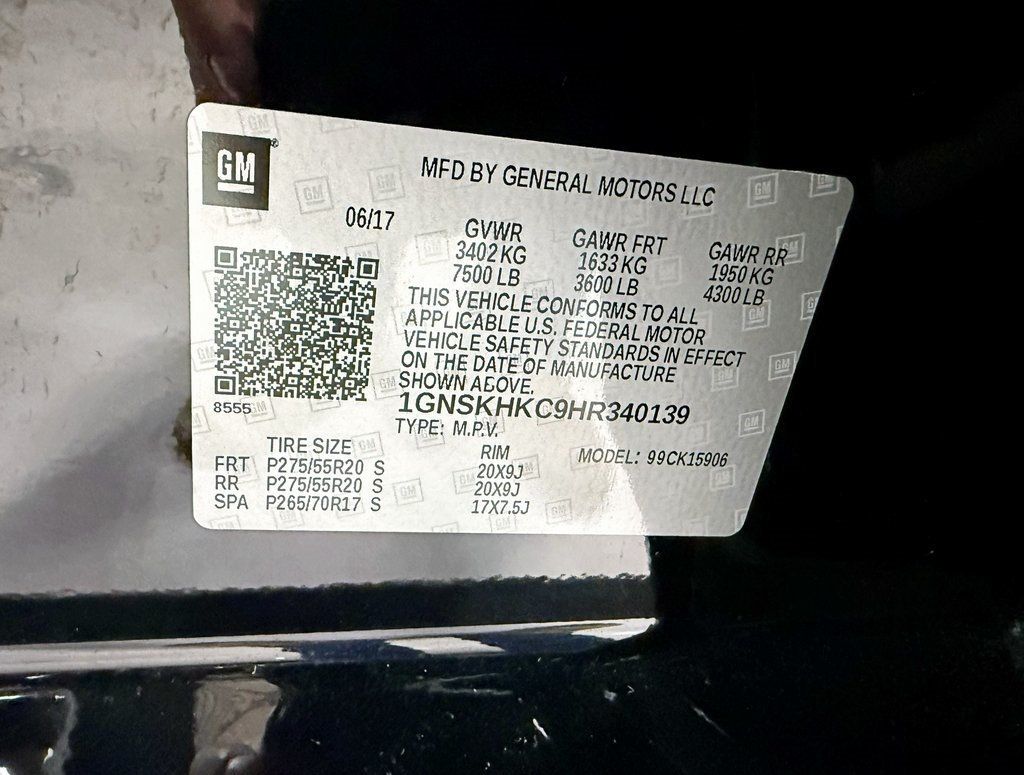 GM
MFD BY GENERAL MOTORS LLC
06/17
GVWR GAWR FRT GAWR RR
3402 KG 1633 KG 1950 KG
7500 LB 3600 LB 4300 LB
THIS VEHICLE CONFORMS TO ALL
APPLICABLE U.S. FEDERAL MOTOR
VEHICLE SAFETY STANDARDS IN EFFECT
ON THE DATE OF MANUFACTURE
SHOWN ABOVE.
8555
1GNSKHKC9HR340139
TYPE: M.P.V.
MODEL: 99CK15906
TIRE SIZE RIM
FRT P275/55R20 S 20X9J
RR P275/55R20 S 20X9J
SPA P265/70R17 S 17X7.5J